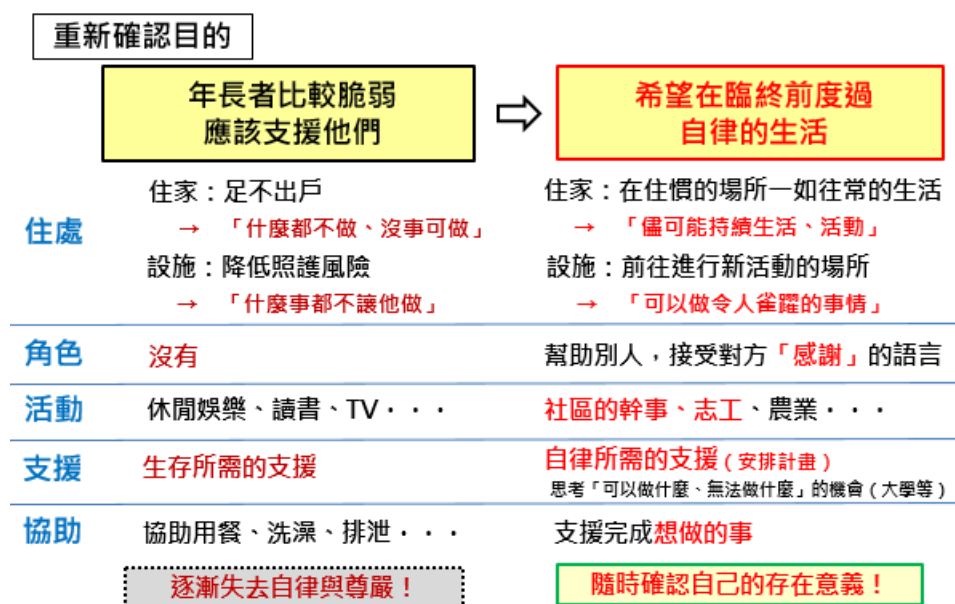 重新確認目的
年長者比較脆弱
應該支援他們
⇨
希望在臨終前度過
自律的生活
住處
住家：足不出戶
→ 「什麼都不做、沒事可做」
設施：降低照護風險
→ 「什麼事都不讓他做」
住家：在住慣的場所一如往常的生活
→ 「儘可能持續生活、活動」
設施：前往進行新活動的場所
→ 「可以做令人雀躍的事情」
角色
沒有
幫助別人，接受對方「感謝」的語言
活動
休閒娛樂、讀書、TV・・・
社區的幹事、志工、農業・・・
支援
生存所需的支援
自律所需的支援（安排計畫）
思考「可以做什麼、無法做什麼」的機會（大學等）
協助
協助用餐、洗澡、排泄・・・
支援完成想做的事
逐漸失去自律與尊嚴！
隨時確認自己的存在意義！